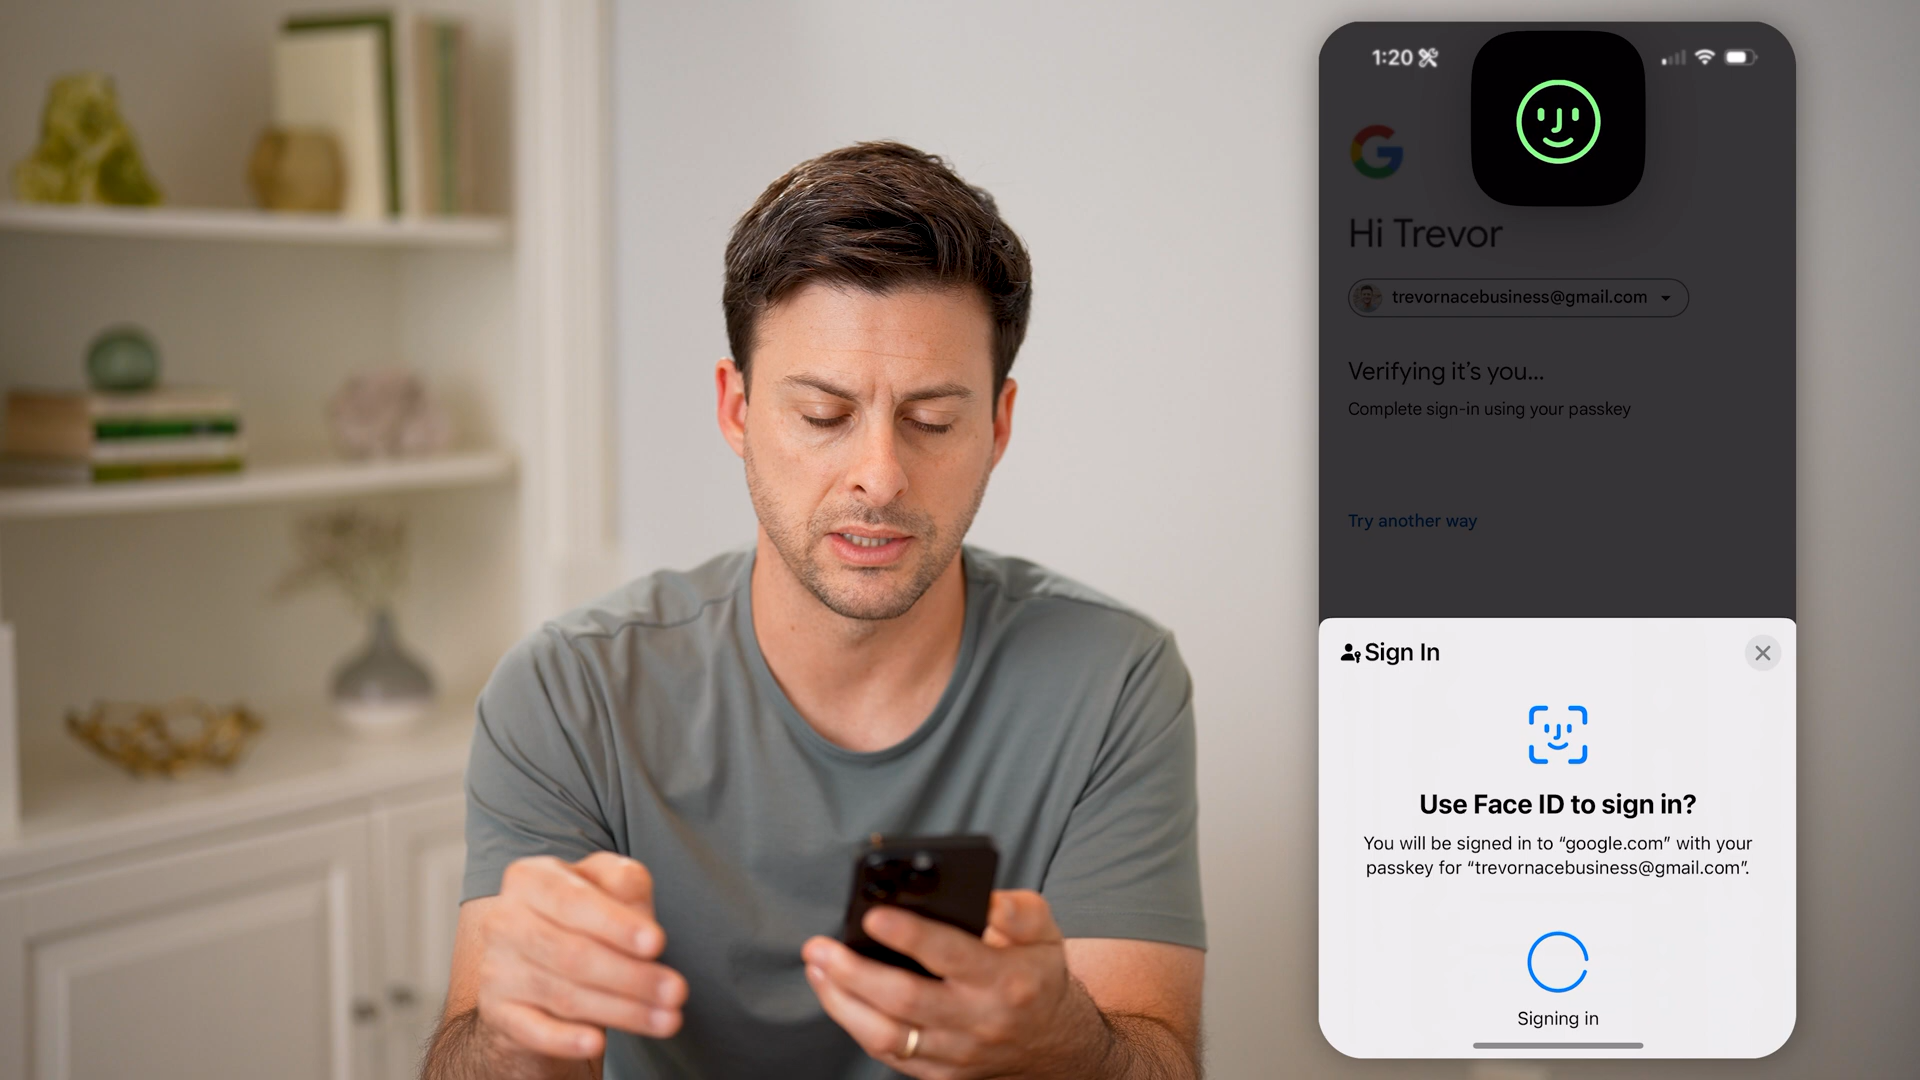 1:20
Hi Trevor
trevornacebusiness@gmail.com
Verifying it’s you...
Complete sign-in using your passkey
Try another way
Sign In
Use Face ID to sign in?
You will be signed in to “google.com” with your
passkey for “trevornacebusiness@gmail.com”.
Signing in